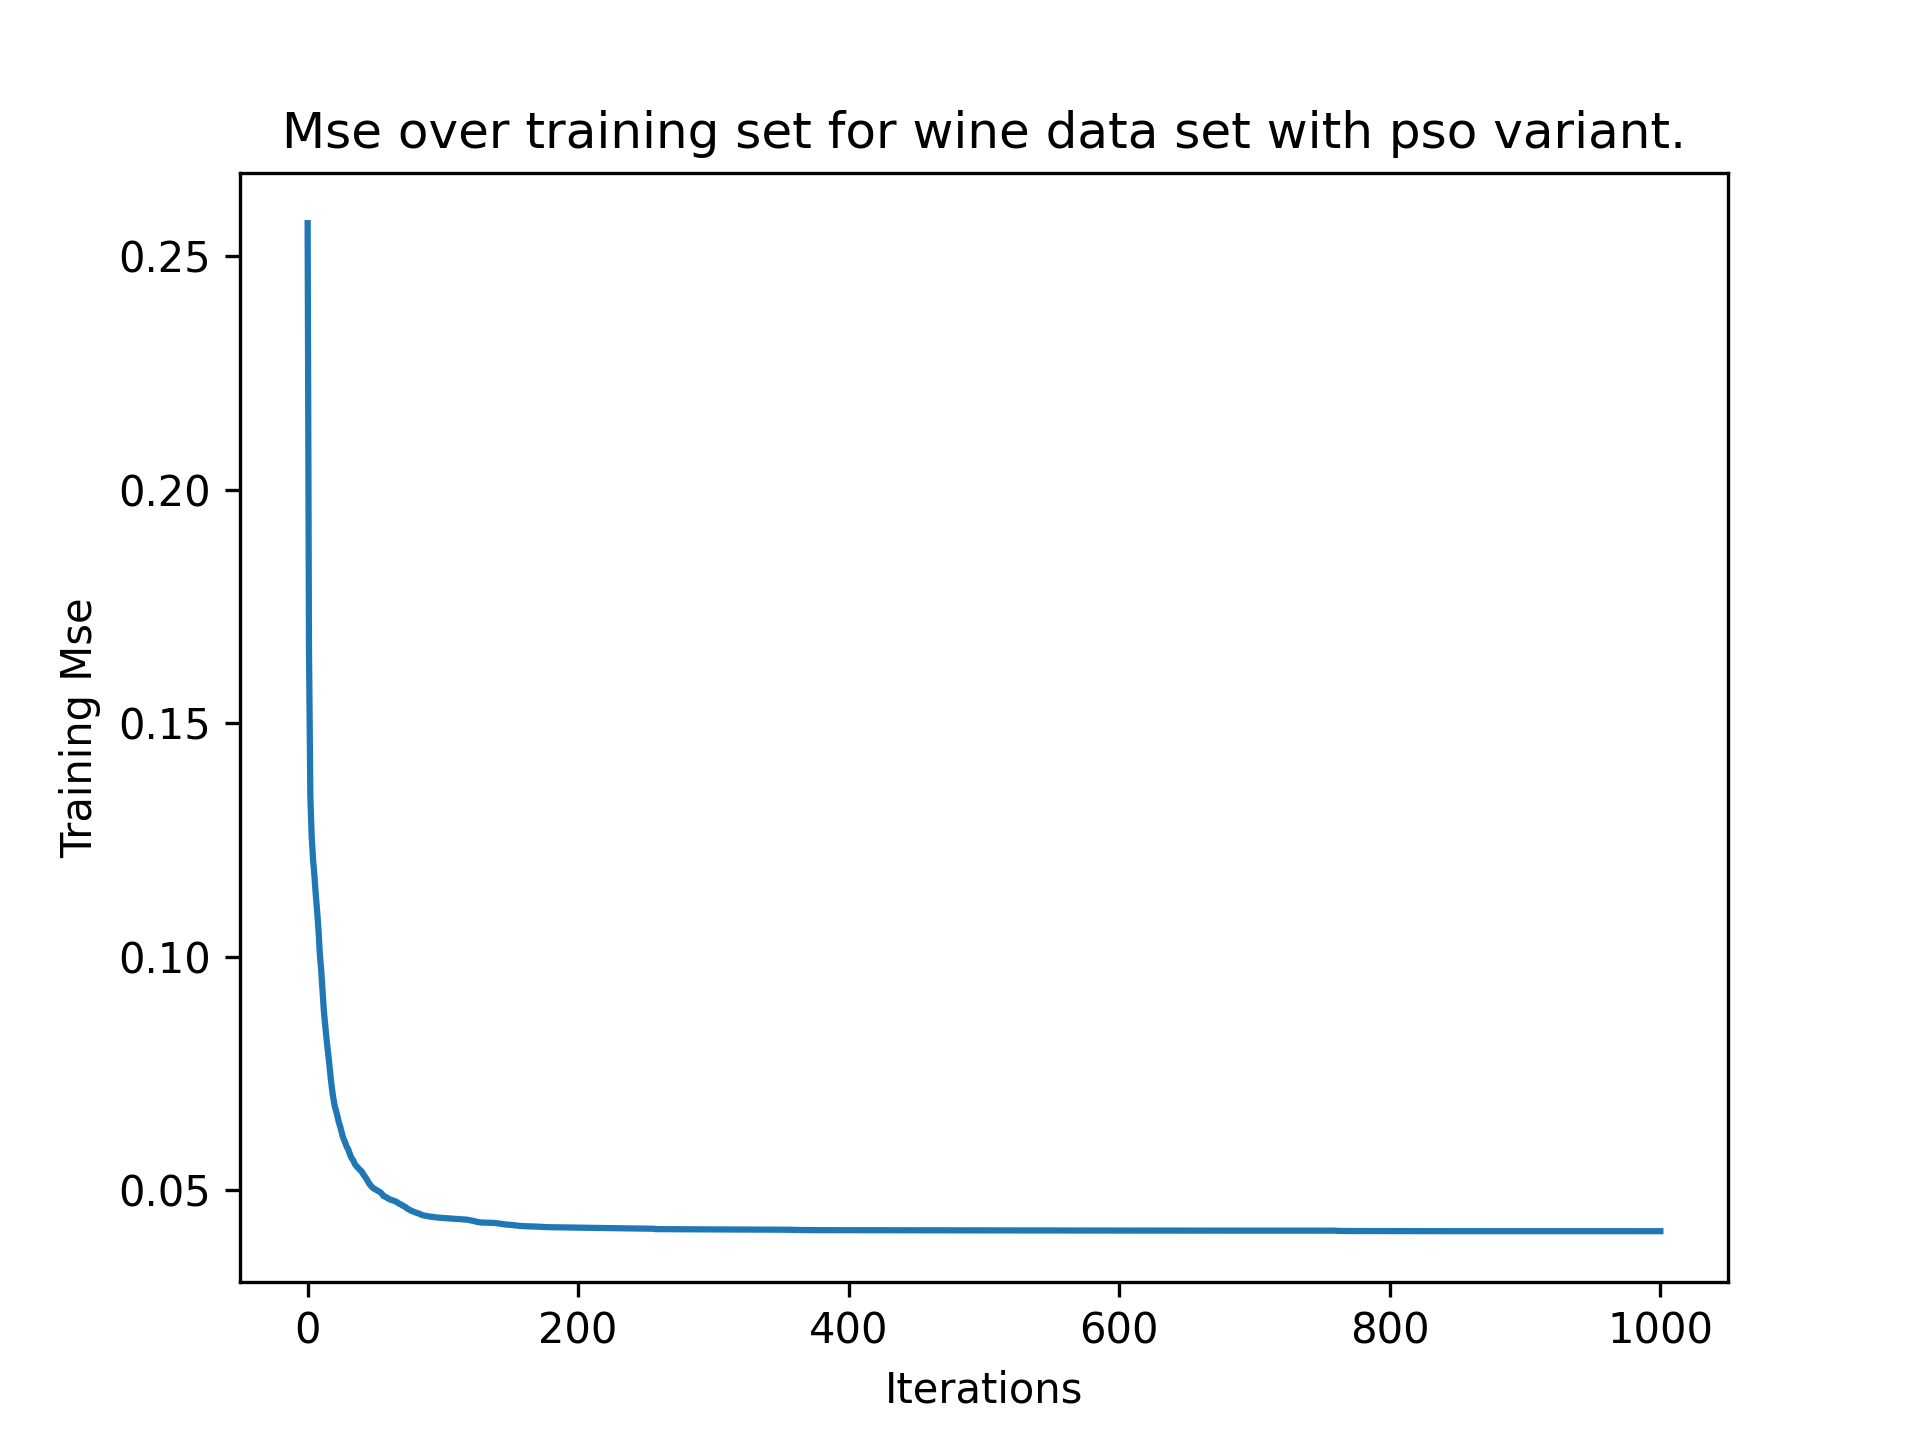 Mse over training set for wine data set with pso variant.
0.25
0.20
0.15
0.10
0.05
Training Mse
0 200 400 600 800 1000
Iterations